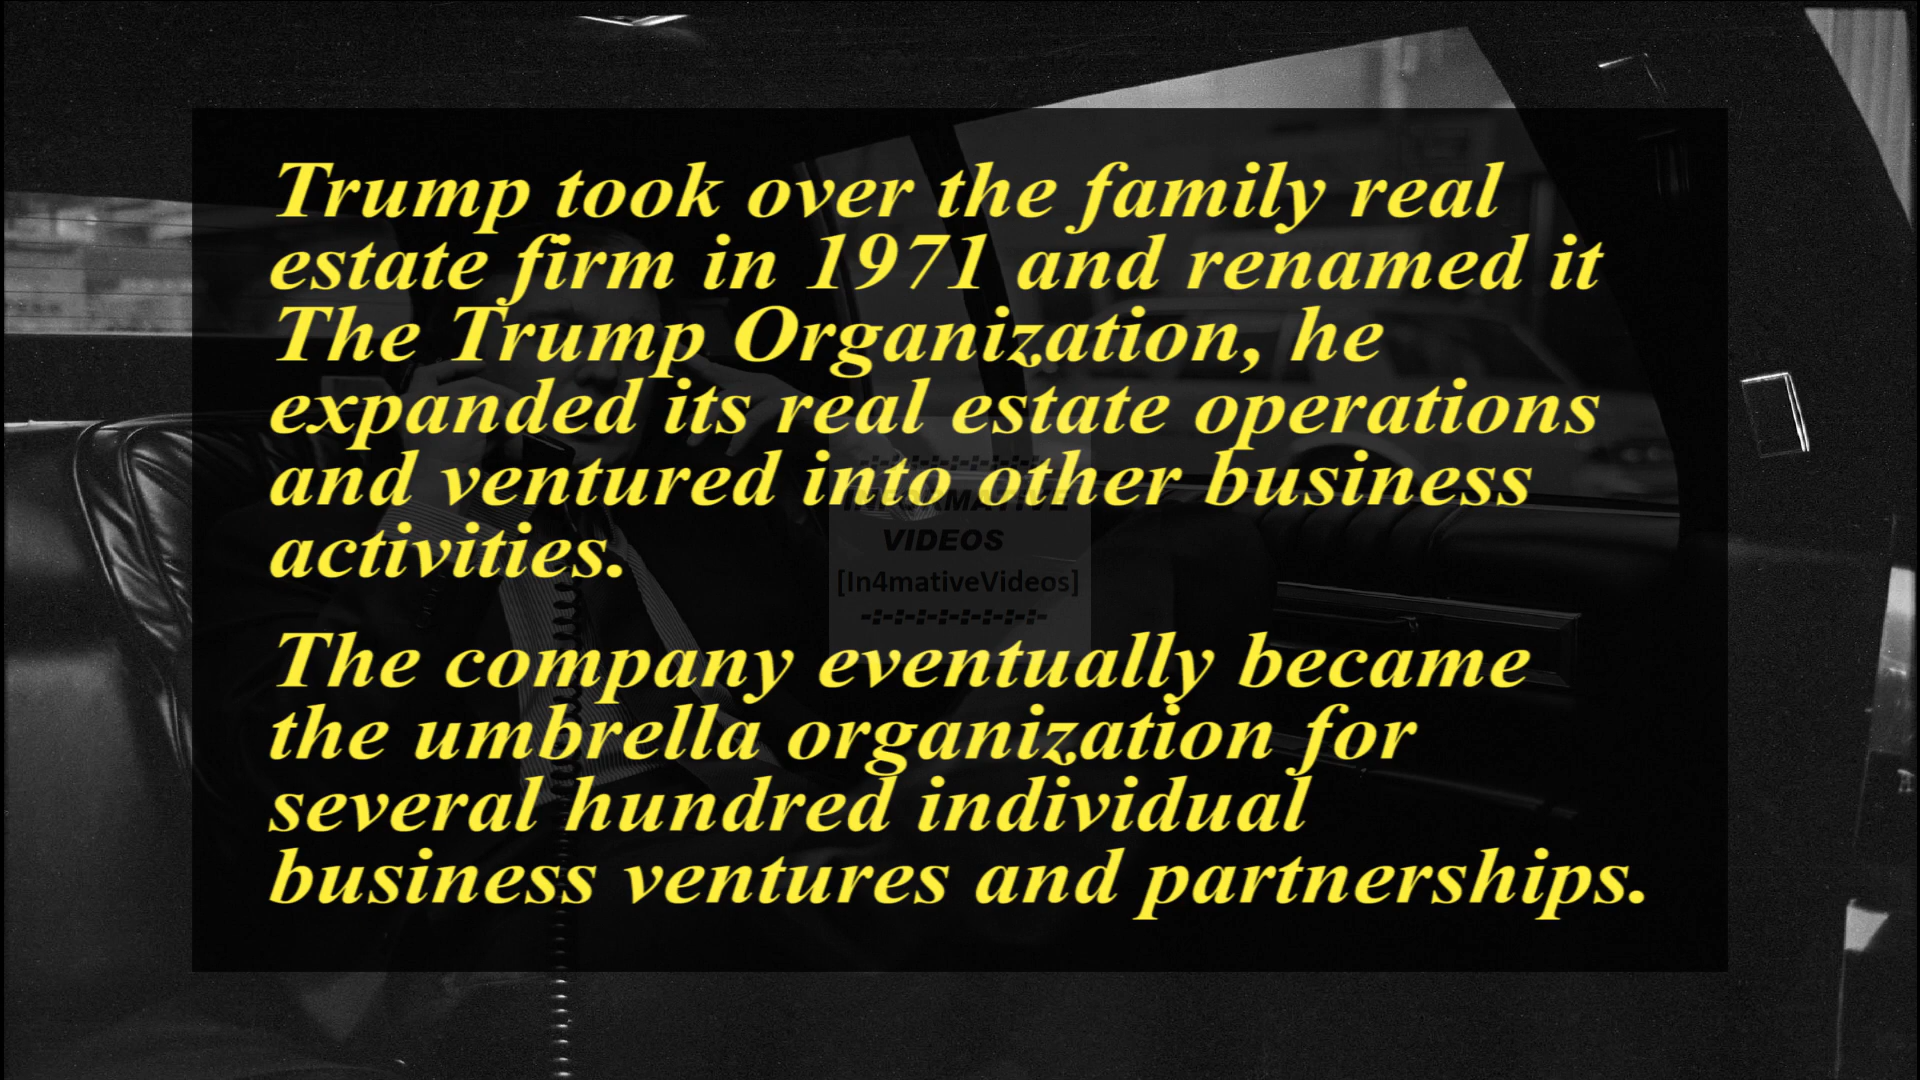 Trump took over the family real
estate firm in 1971 and renamed it
The Trump Organization, he
expanded its real estate operations
and ventured into other business
activities.
INFORMATIVE
VIDEOS
[In4mativeVideos]
The company eventually became
the umbrella organization for
several hundred individual
business ventures and partnerships.